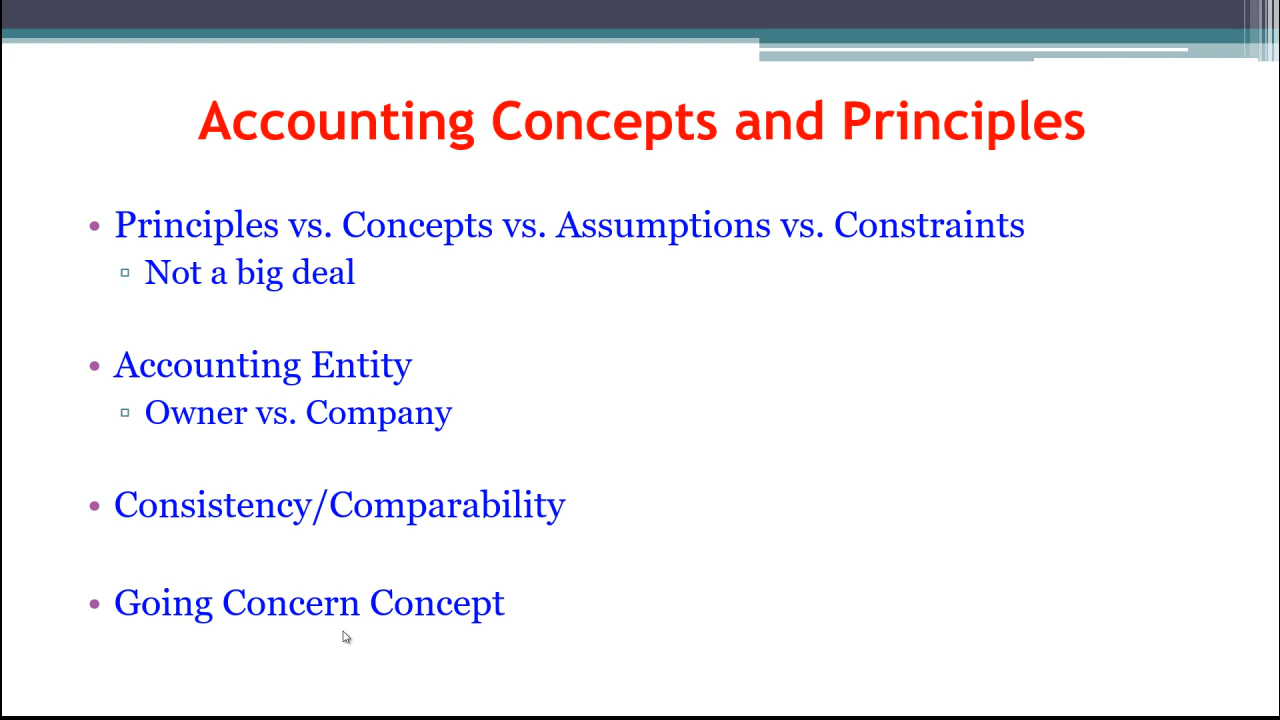 Accounting Concepts and Principles
• Principles vs. Concepts vs. Assumptions vs. Constraints
▫ Not a big deal
• Accounting Entity
▫ Owner vs. Company
• Consistency/Comparability
• Going Concern Concept